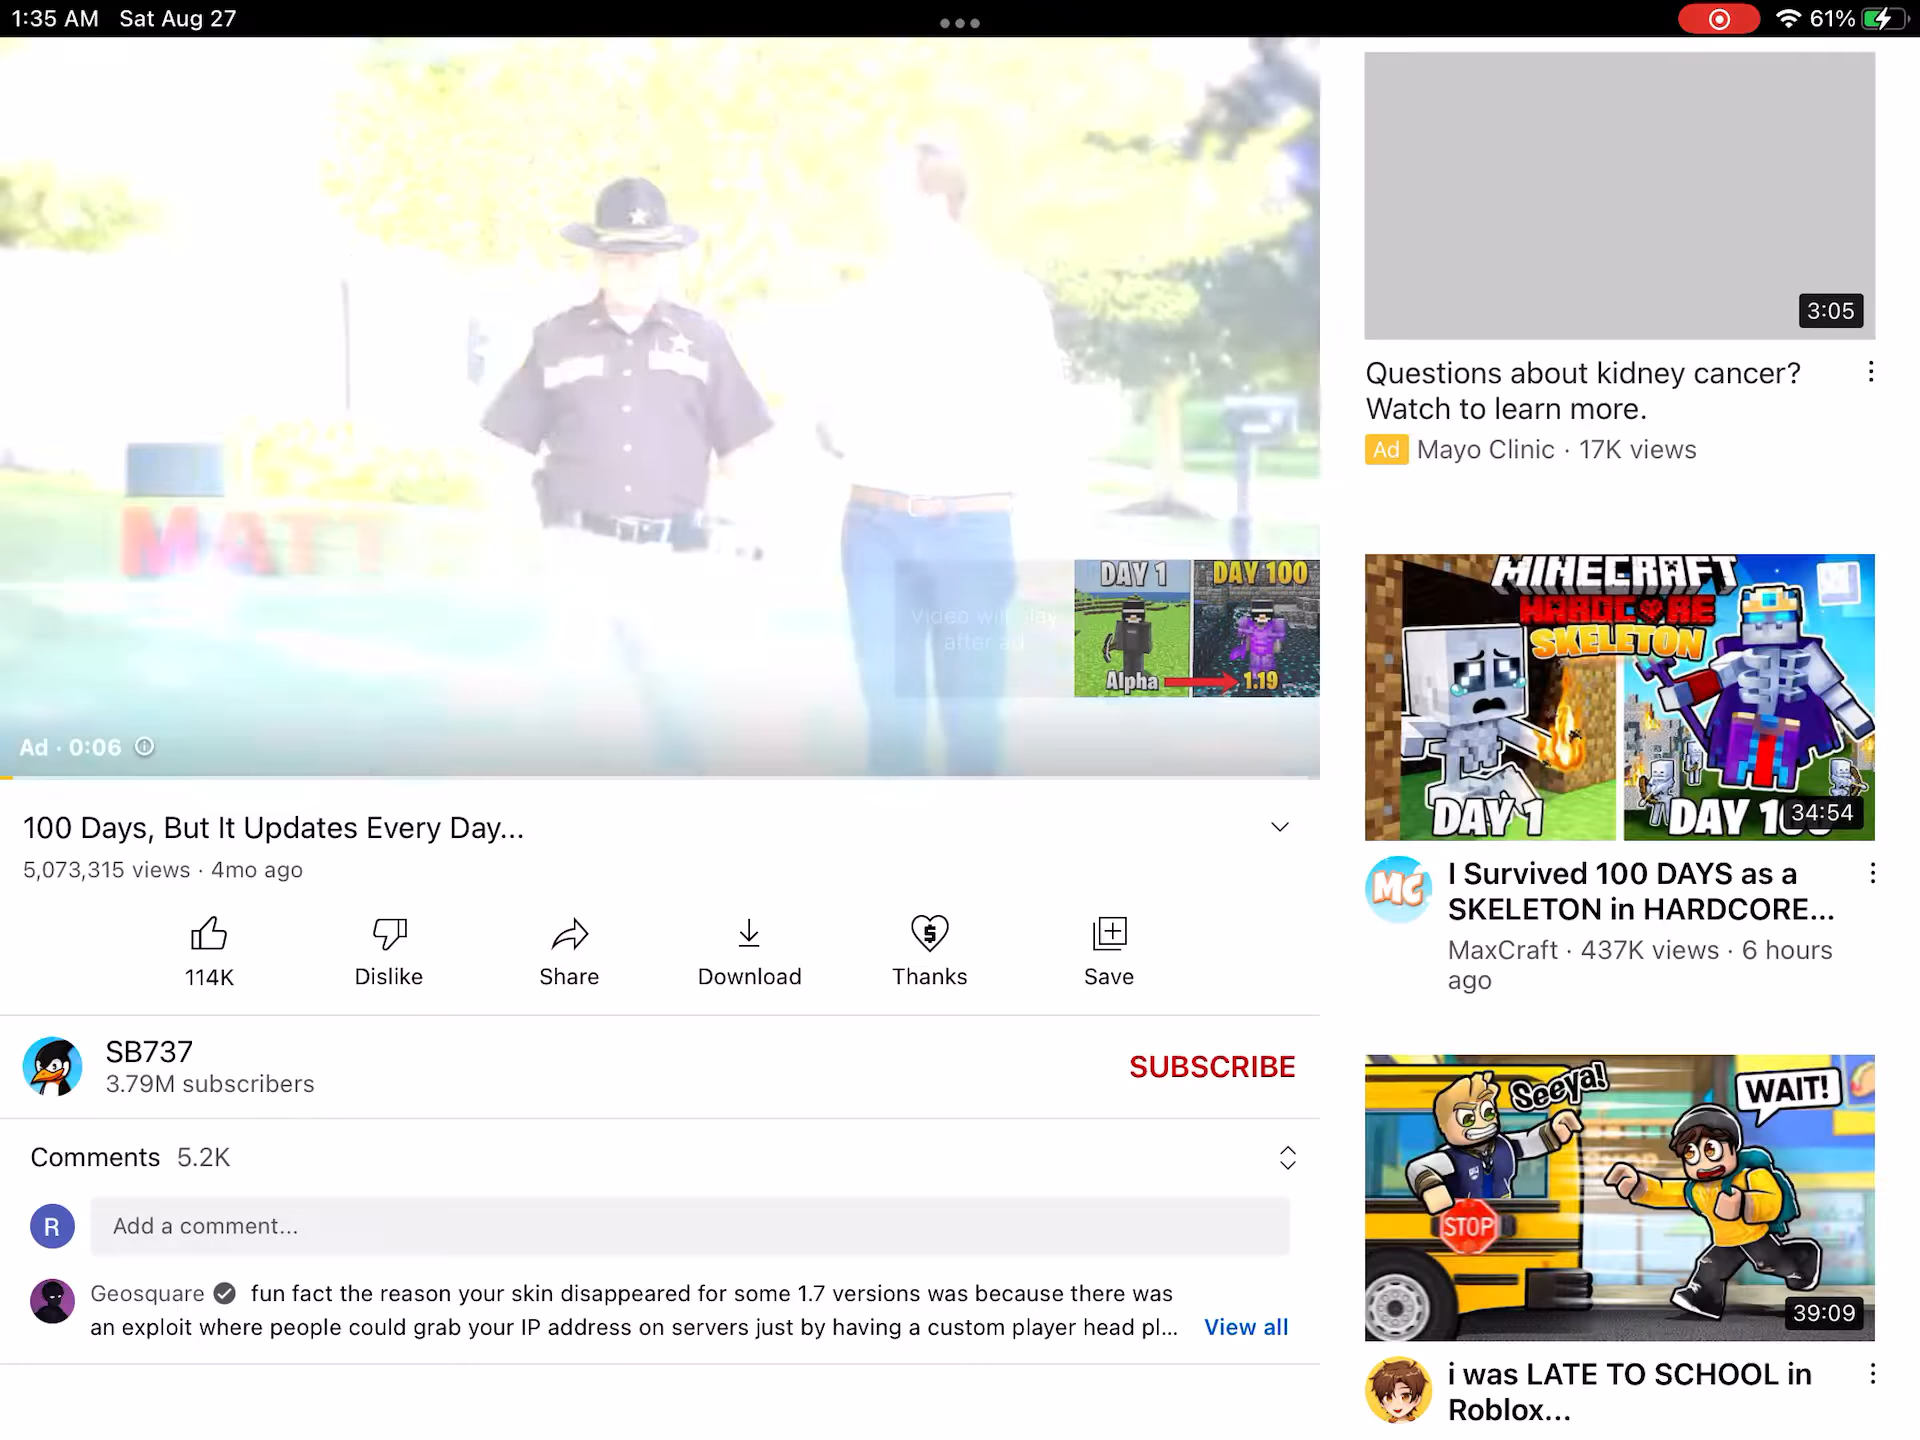 1:35 AM Sat Aug 27
61%
MATT
DAY 1
DAY 100
Alpha
1.19
Video will play
after ad
Ad · 0:06
100 Days, But It Updates Every Day...
5,073,315 views · 4mo ago
114K
Dislike
Share
Download
Thanks
Save
SB737
3.79M subscribers
SUBSCRIBE
Comments 5.2K
R
Add a comment...
Geosquare fun fact the reason your skin disappeared for some 1.7 versions was because there was
an exploit where people could grab your IP address on servers just by having a custom player head pl...
View all
3:05
Questions about kidney cancer?
Watch to learn more.
Ad Mayo Clinic · 17K views
MINECRAFT
HARDCORE
SKELETON
DAY 1
DAY 10
34:54
MC
I Survived 100 DAYS as a
SKELETON in HARDCORE...
MaxCraft · 437K views · 6 hours
ago
Seeya!
WAIT!
STOP
39:09
i was LATE TO SCHOOL in
Roblox...